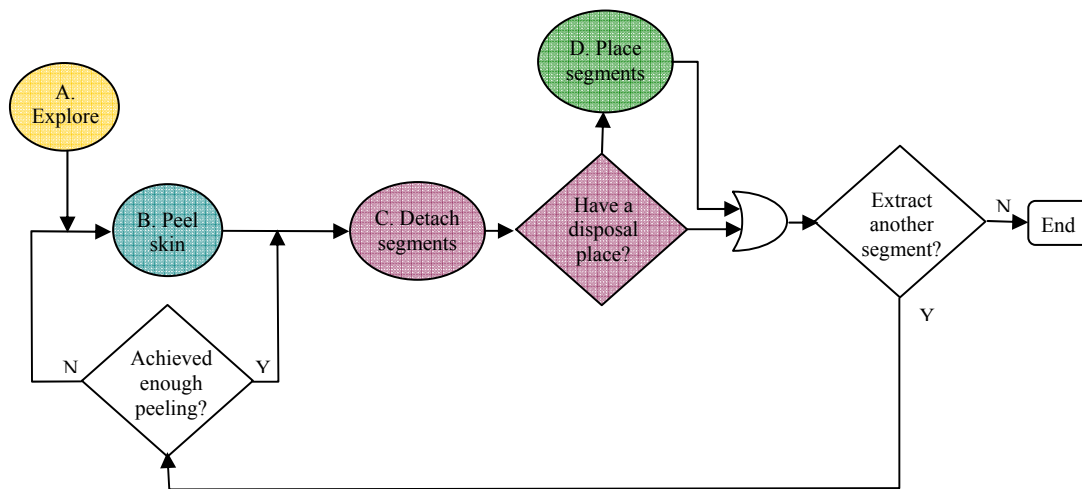 A.
Explore
B. Peel
skin
C. Detach
segments
D. Place
segments
Have a
disposal
place?
Extract
another
segment?
N
End
Y
N
Achieved
enough
peeling?
Y